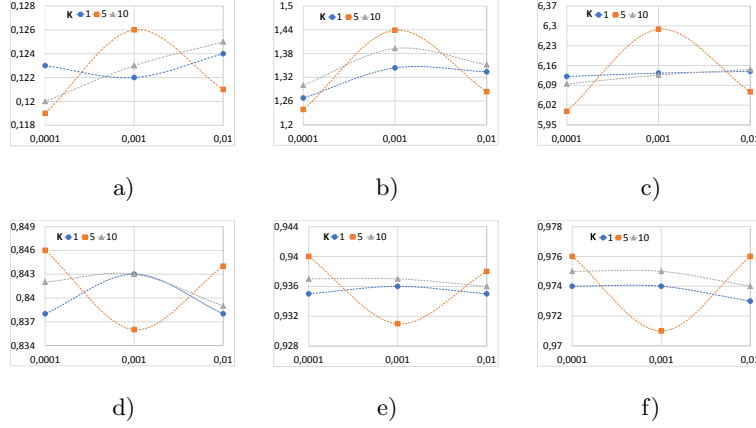 0,128
0,126
0,124
0,122
0,12
0,118
K 1 5 10
0,0001 0,001 0,01
a)
1,5
1,44
1,38
1,32
1,26
1,2
K 1 5 10
0,0001 0,001 0,01
b)
6,37
6,3
6,23
6,16
6,09
6,02
5,95
K 1 5 10
0,0001 0,001 0,01
c)
0,849
0,846
0,843
0,84
0,837
0,834
K 1 5 10
0,0001 0,001 0,01
d)
0,944
0,94
0,936
0,932
0,928
K 1 5 10
0,0001 0,001 0,01
e)
0,978
0,976
0,974
0,972
0,97
K 1 5 10
0,0001 0,001 0,01
f)